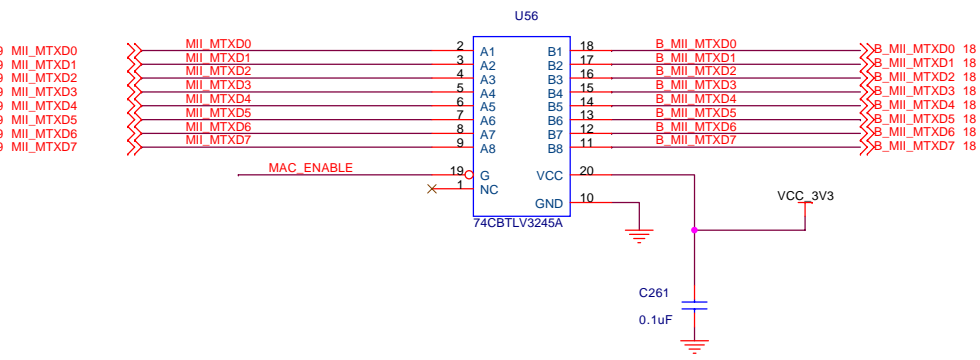 U56
9 MII_MTXD0 MII_MTXD0 2 A1 B1 18 B_MII_MTXD0 B_MII_MTXD0 18
9 MII_MTXD1 MII_MTXD1 3 A2 B2 17 B_MII_MTXD1 B_MII_MTXD1 18
9 MII_MTXD2 MII_MTXD2 4 A3 B3 16 B_MII_MTXD2 B_MII_MTXD2 18
9 MII_MTXD3 MII_MTXD3 5 A4 B4 15 B_MII_MTXD3 B_MII_MTXD3 18
9 MII_MTXD4 MII_MTXD4 6 A5 B5 14 B_MII_MTXD4 B_MII_MTXD4 18
9 MII_MTXD5 MII_MTXD5 7 A6 B6 13 B_MII_MTXD5 B_MII_MTXD5 18
9 MII_MTXD6 MII_MTXD6 8 A7 B7 12 B_MII_MTXD6 B_MII_MTXD6 18
9 MII_MTXD7 MII_MTXD7 9 A8 B8 11 B_MII_MTXD7 B_MII_MTXD7 18
MAC_ENABLE 19 G VCC 20
1 NC
VCC_3V3
GND 10
74CBTLV3245A
C261
0.1uF